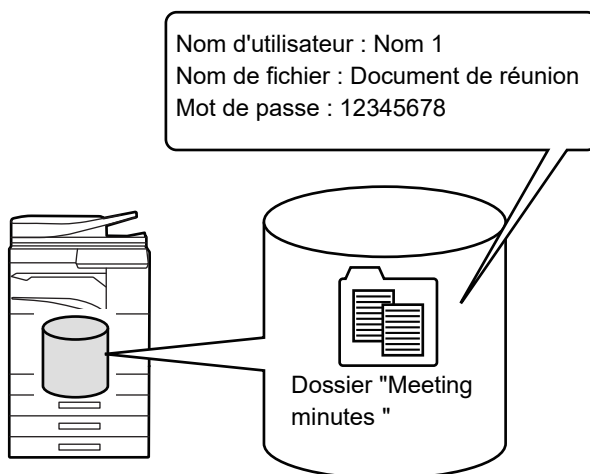 Nom d'utilisateur : Nom 1
Nom de fichier : Document de réunion
Mot de passe : 12345678
Dossier "Meeting
minutes "